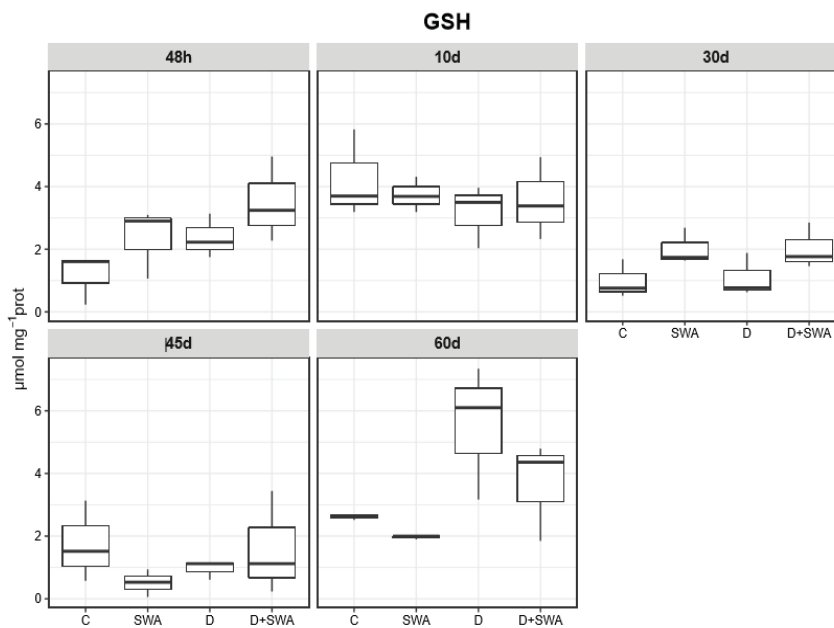 GSH
48h 10d 30d
6
4
2
0
C SWA D D+SWA
µmol mg⁻¹prot
45d 60d
6
4
2
0
C SWA D D+SWA C SWA D D+SWA